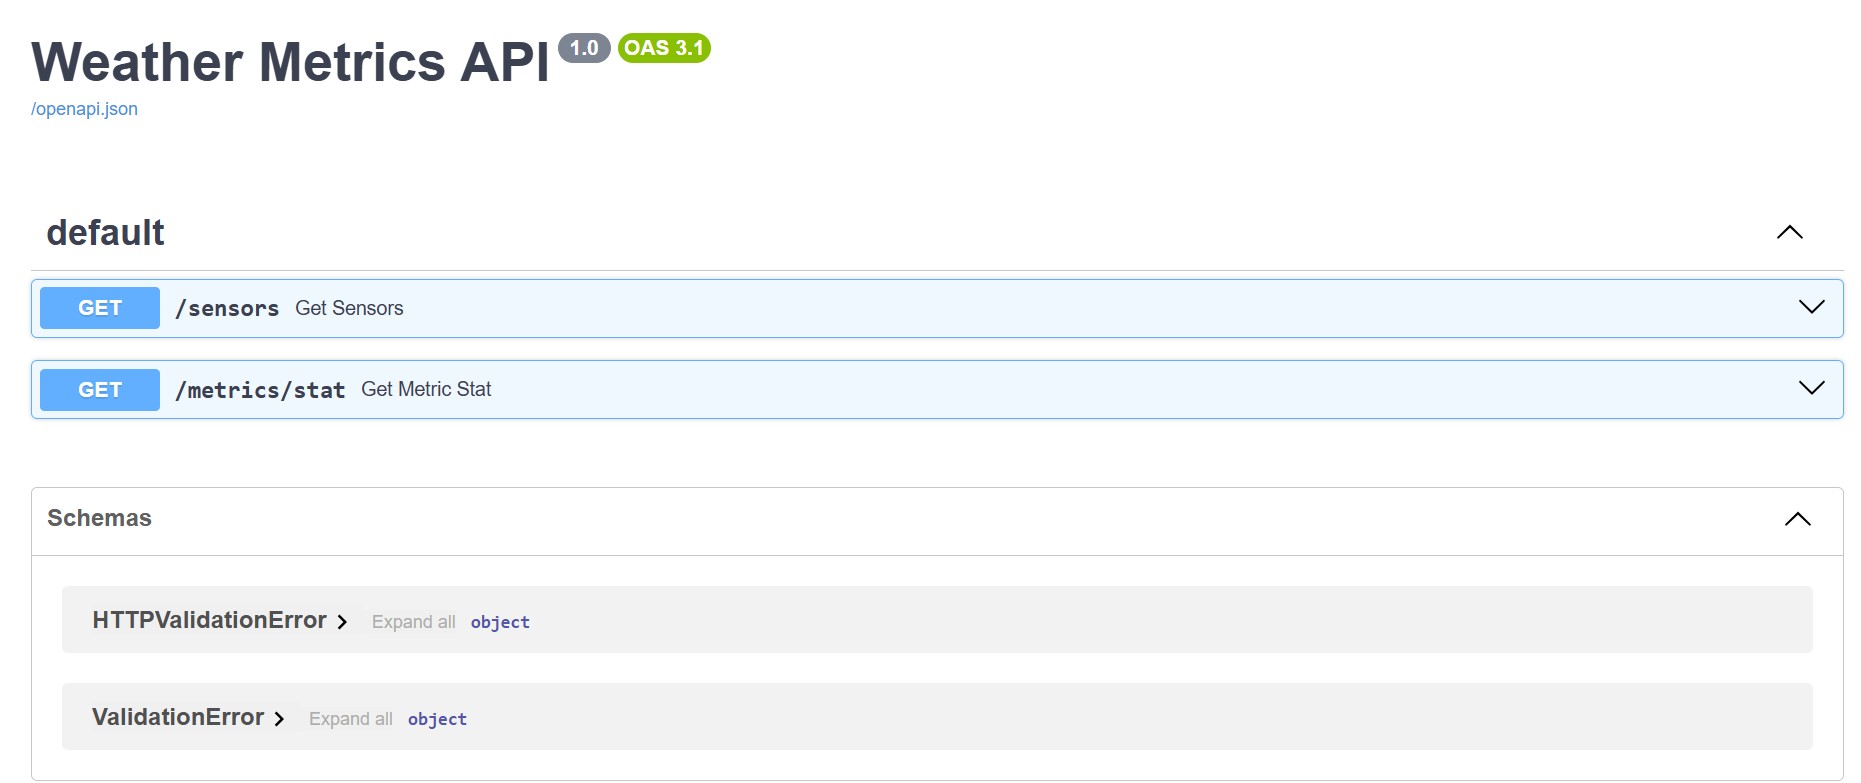 Weather Metrics API 1.0 OAS 3.1
/openapi.json
default
GET /sensors Get Sensors
GET /metrics/stat Get Metric Stat
Schemas
HTTPValidationError Expand all object
ValidationError Expand all object